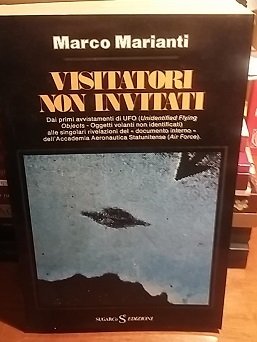 Marco Marianti
VISITATORI
NON INVITATI
Dai primi avvistamenti di UFO (Unidentified Flying
Objects - Oggetti volanti non identificati)
alle singolari rivelazioni del « documento interno »
dell'Accademia Aeronautica Statunitense (Air Force).
SUGARCo S EDIZIONI